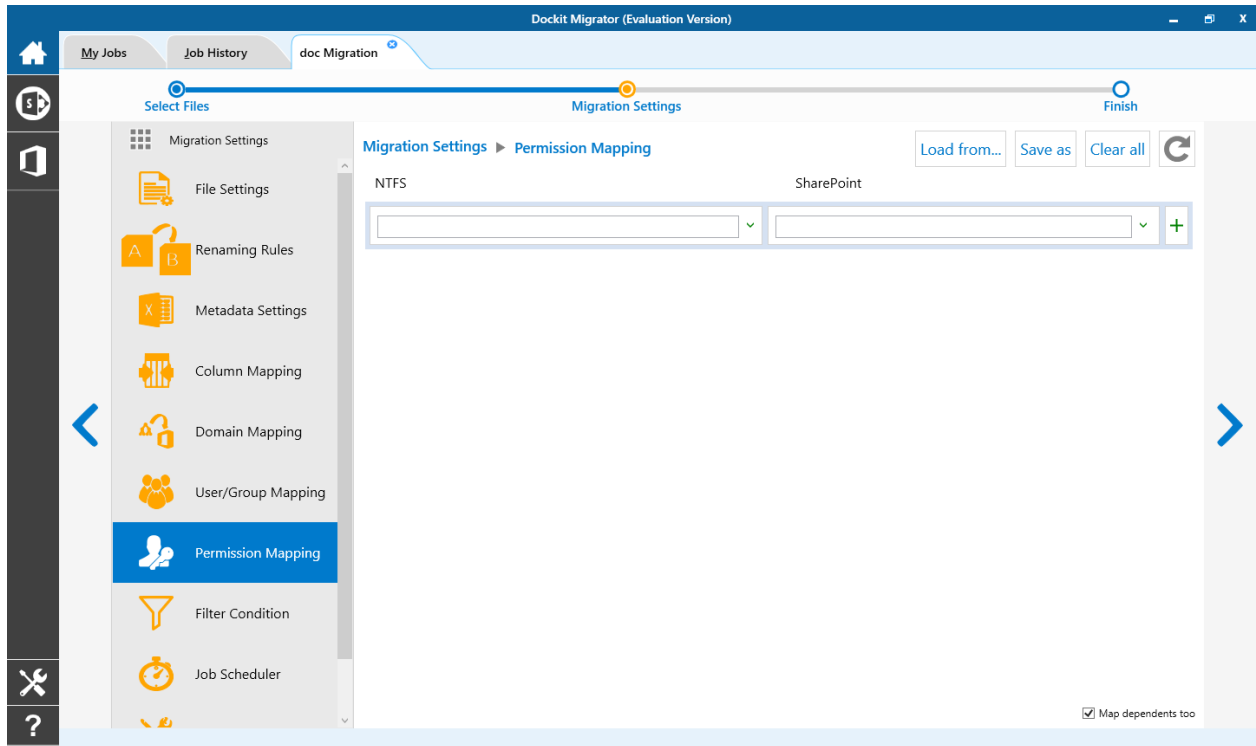 Dockit Migrator (Evaluation Version)
My Jobs
Job History
doc Migration
Select Files
Migration Settings
Finish
Migration Settings
File Settings
A B
Renaming Rules
X
Metadata Settings
Column Mapping
Domain Mapping
User/Group Mapping
Permission Mapping
Filter Condition
Job Scheduler
Migration Settings ▶ Permission Mapping
Load from...
Save as
Clear all
NTFS
SharePoint
Map dependents too
S
?